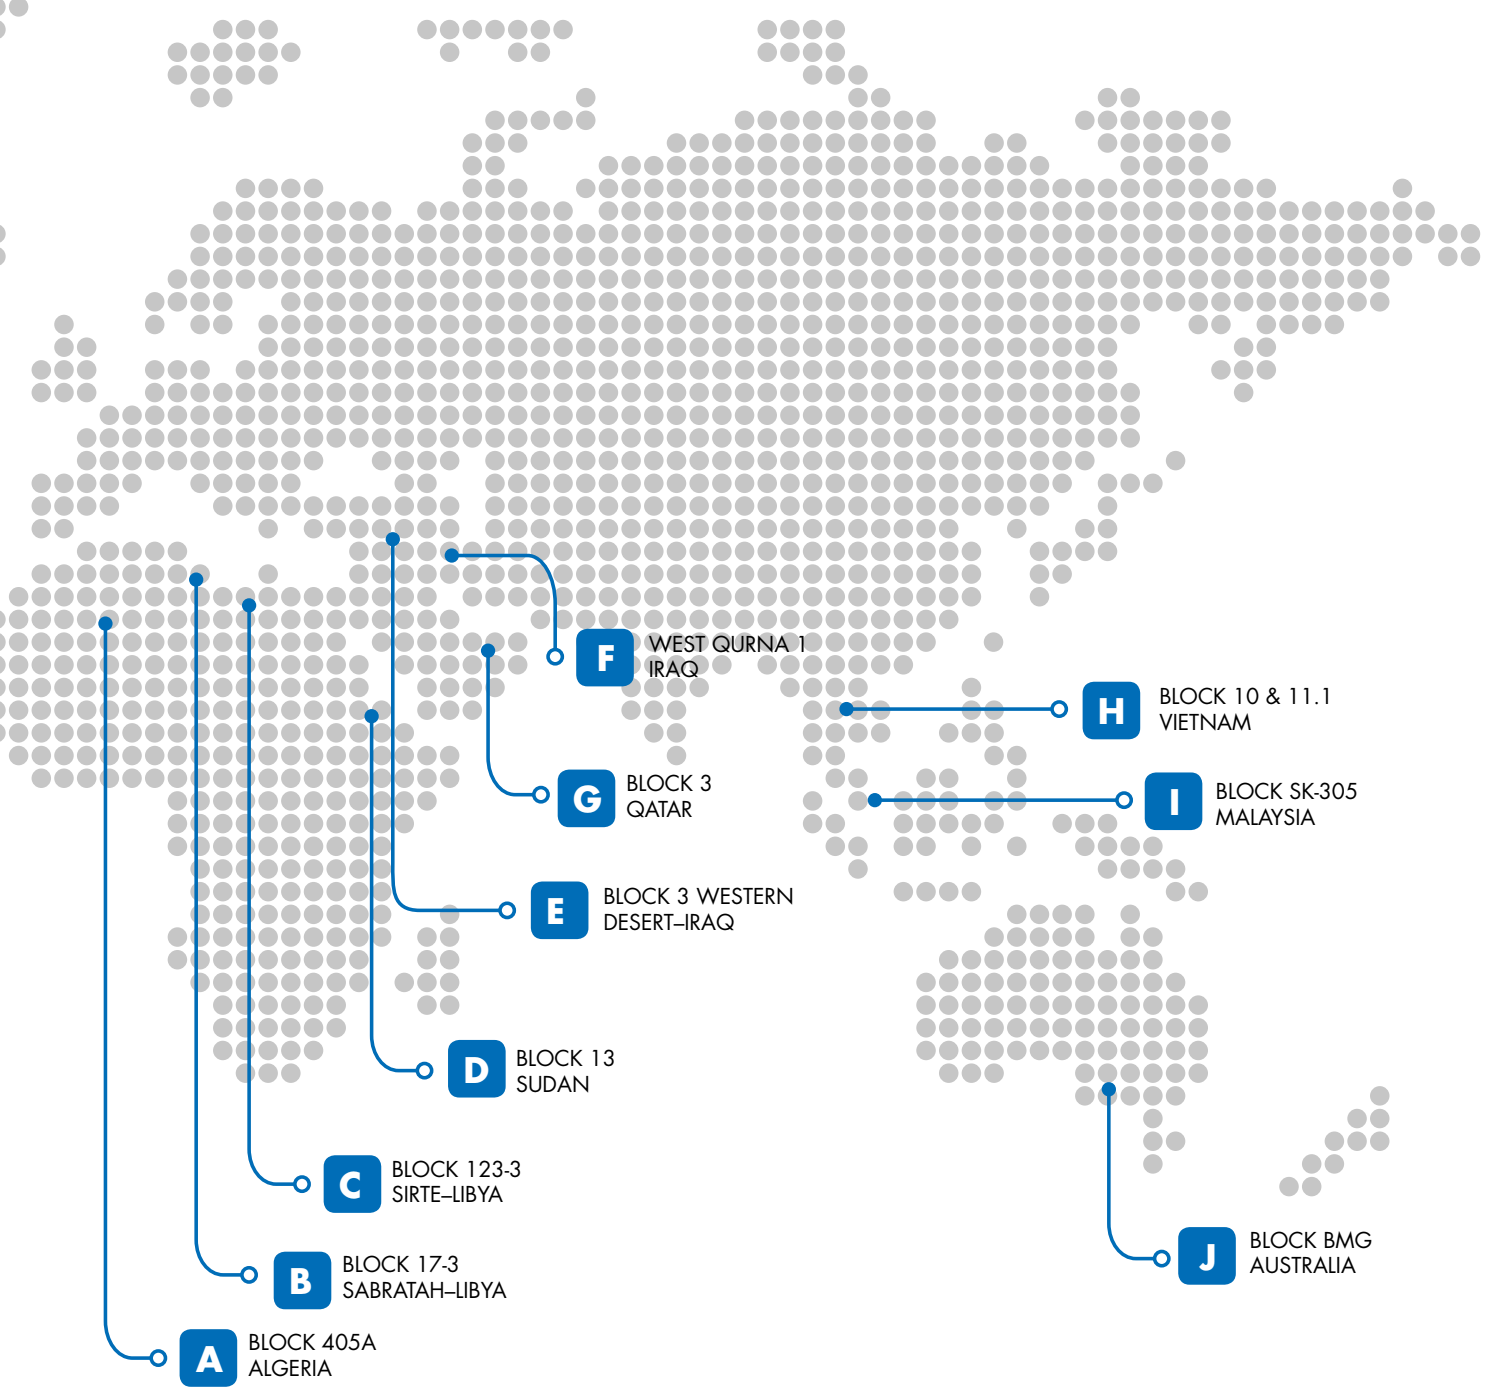 F
WEST QURNA 1
IRAQ
H
BLOCK 10 & 11.1
VIETNAM
G
BLOCK 3
QATAR
I
BLOCK SK-305
MALAYSIA
E
BLOCK 3 WESTERN
DESERT–IRAQ
D
BLOCK 13
SUDAN
C
BLOCK 123-3
SIRTE–LIBYA
J
BLOCK BMG
AUSTRALIA
B
BLOCK 17-3
SABRATAH–LIBYA
A
BLOCK 405A
ALGERIA